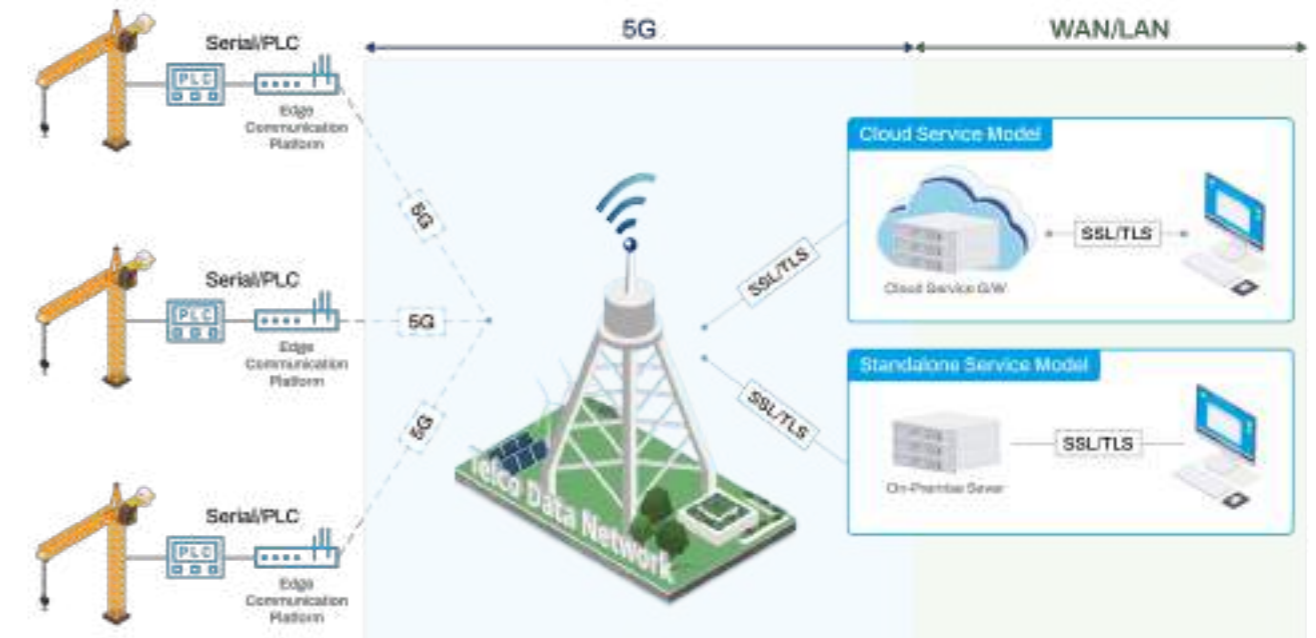 5G
WAN/LAN
Serial/PLC
PLC
Edge
Communication
Platform
5G
Serial/PLC
PLC
Edge
Communication
Platform
5G
Serial/PLC
PLC
Edge
Communication
Platform
5G
Telco Data Network
SSL/TLS
SSL/TLS
Cloud Service Model
SSL/TLS
Cloud Service G/W
Standalone Service Model
SSL/TLS
On-Premise Sever